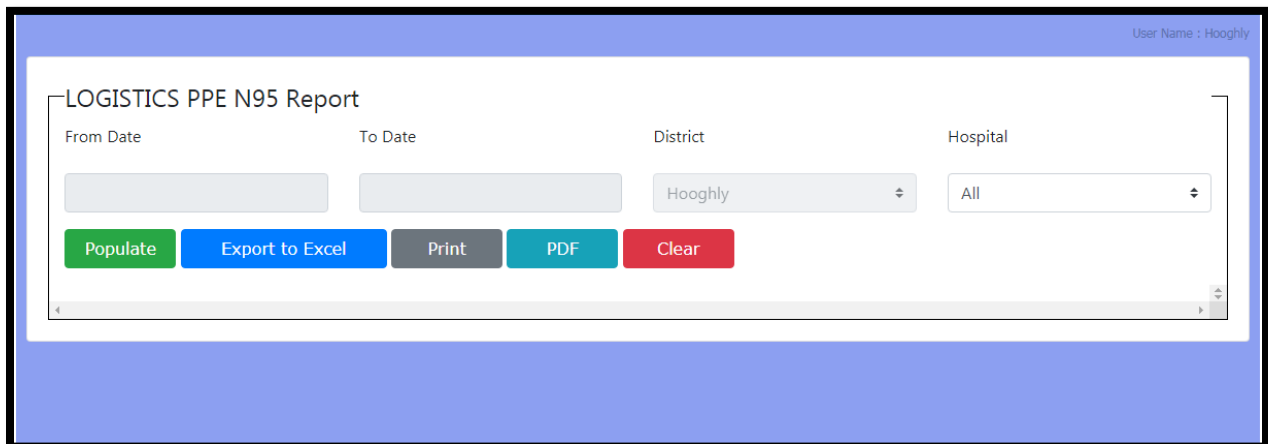 User Name : Hooghly
LOGISTICS PPE N95 Report
From Date To Date District Hospital
Hooghly All
Populate Export to Excel Print PDF Clear